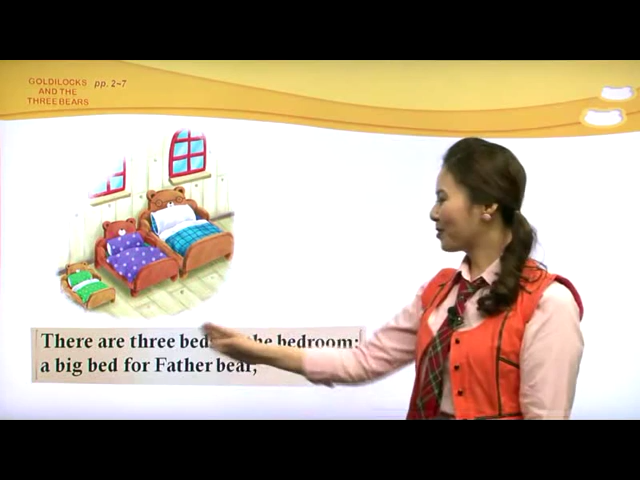 GOLDILOCKS pp. 2~7
AND THE
THREE BEARS
There are three bedroom:
a big bed for Father bear,